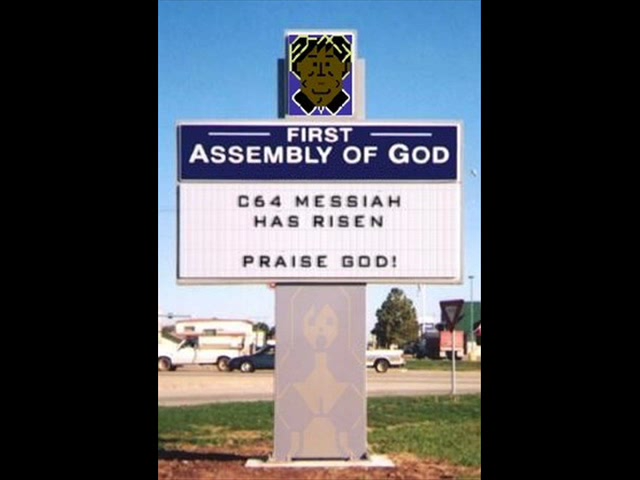 FIRST
ASSEMBLY OF GOD
C64 MESSIAH
HAS RISEN
PRAISE GOD!